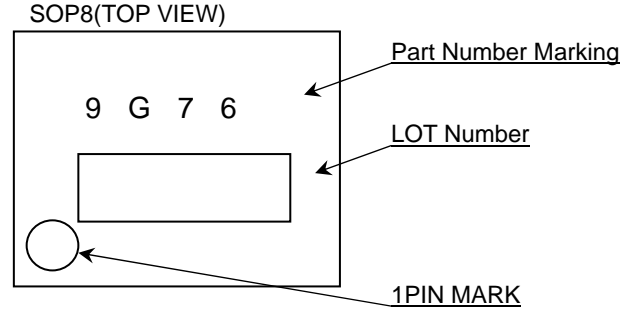 SOP8(TOP VIEW)
Part Number Marking
9 G 7 6
LOT Number
1PIN MARK